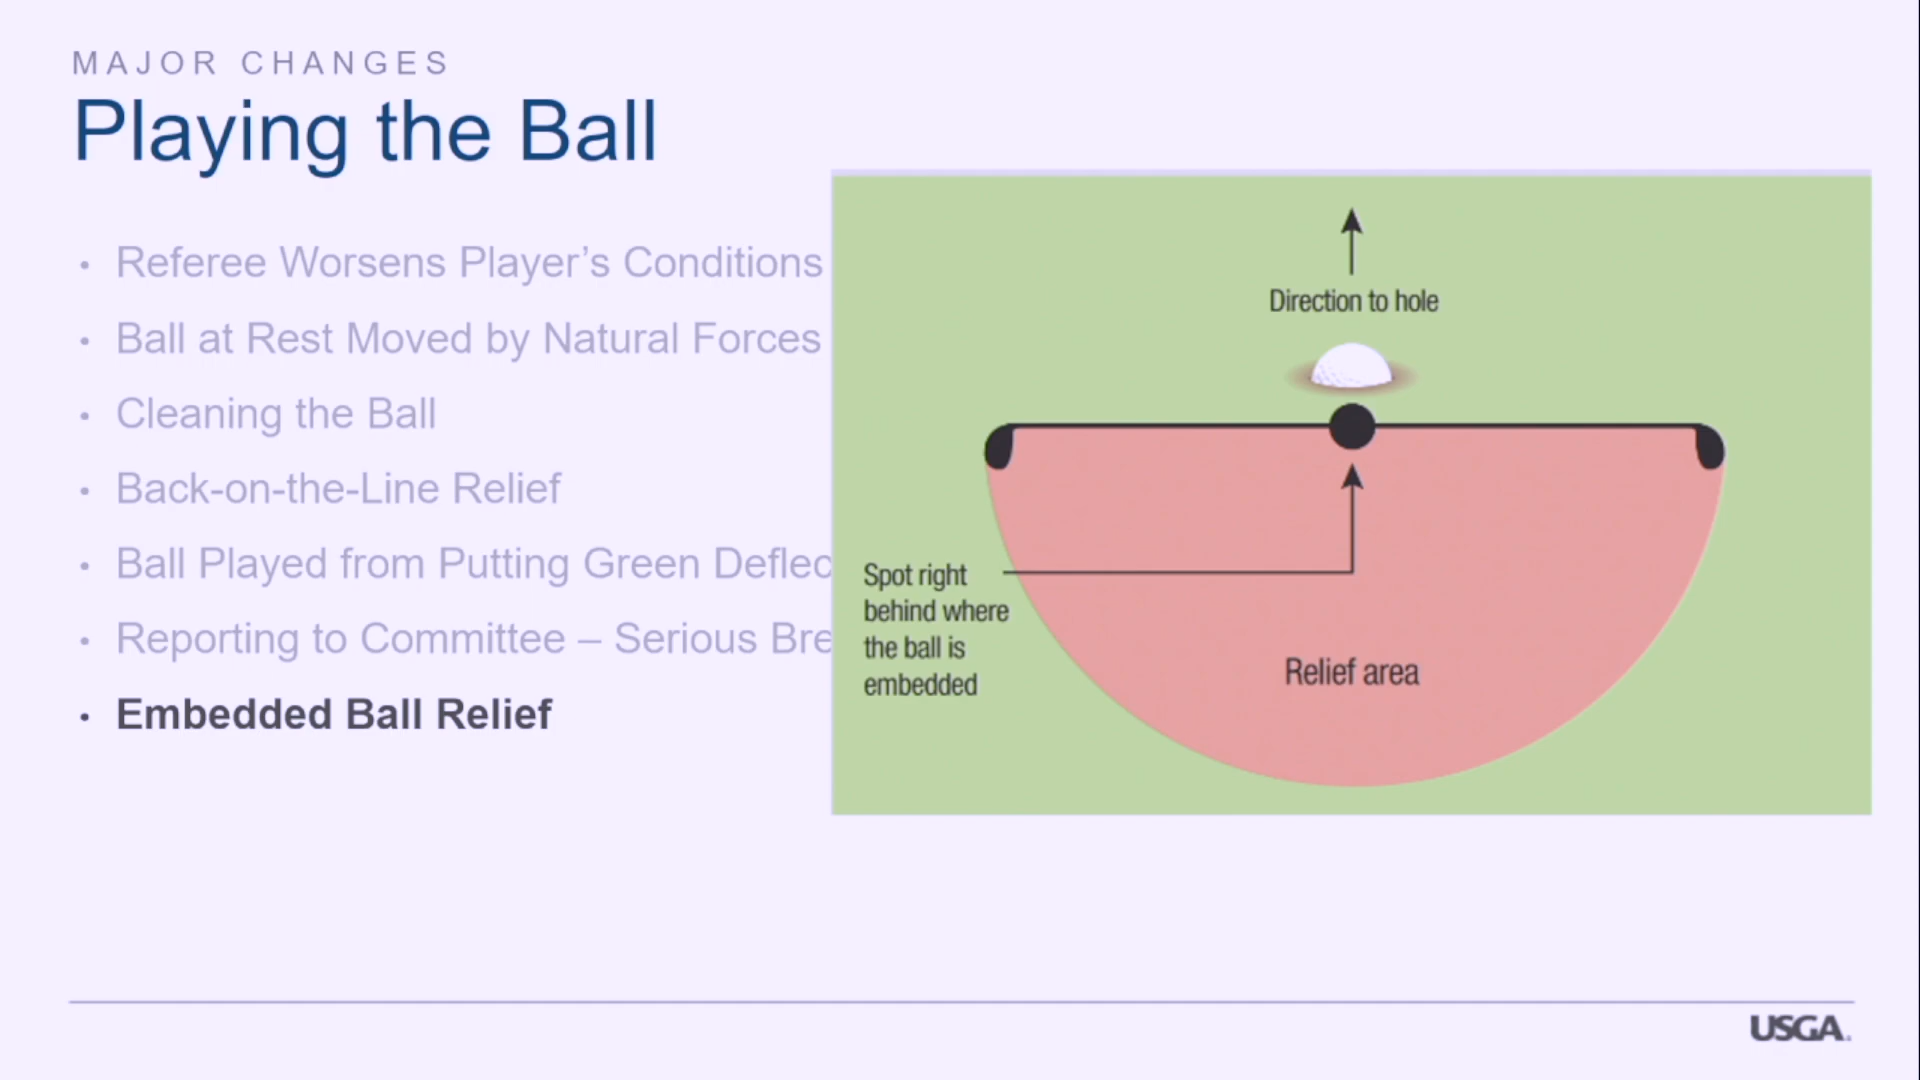 MAJOR CHANGES
Playing the Ball
• Referee Worsens Player’s Conditions
• Ball at Rest Moved by Natural Forces
• Cleaning the Ball
• Back-on-the-Line Relief
• Ball Played from Putting Green Deflec
• Reporting to Committee – Serious Bre
• Embedded Ball Relief
Direction to hole
Spot right
behind where
the ball is
embedded
Relief area
USGA.